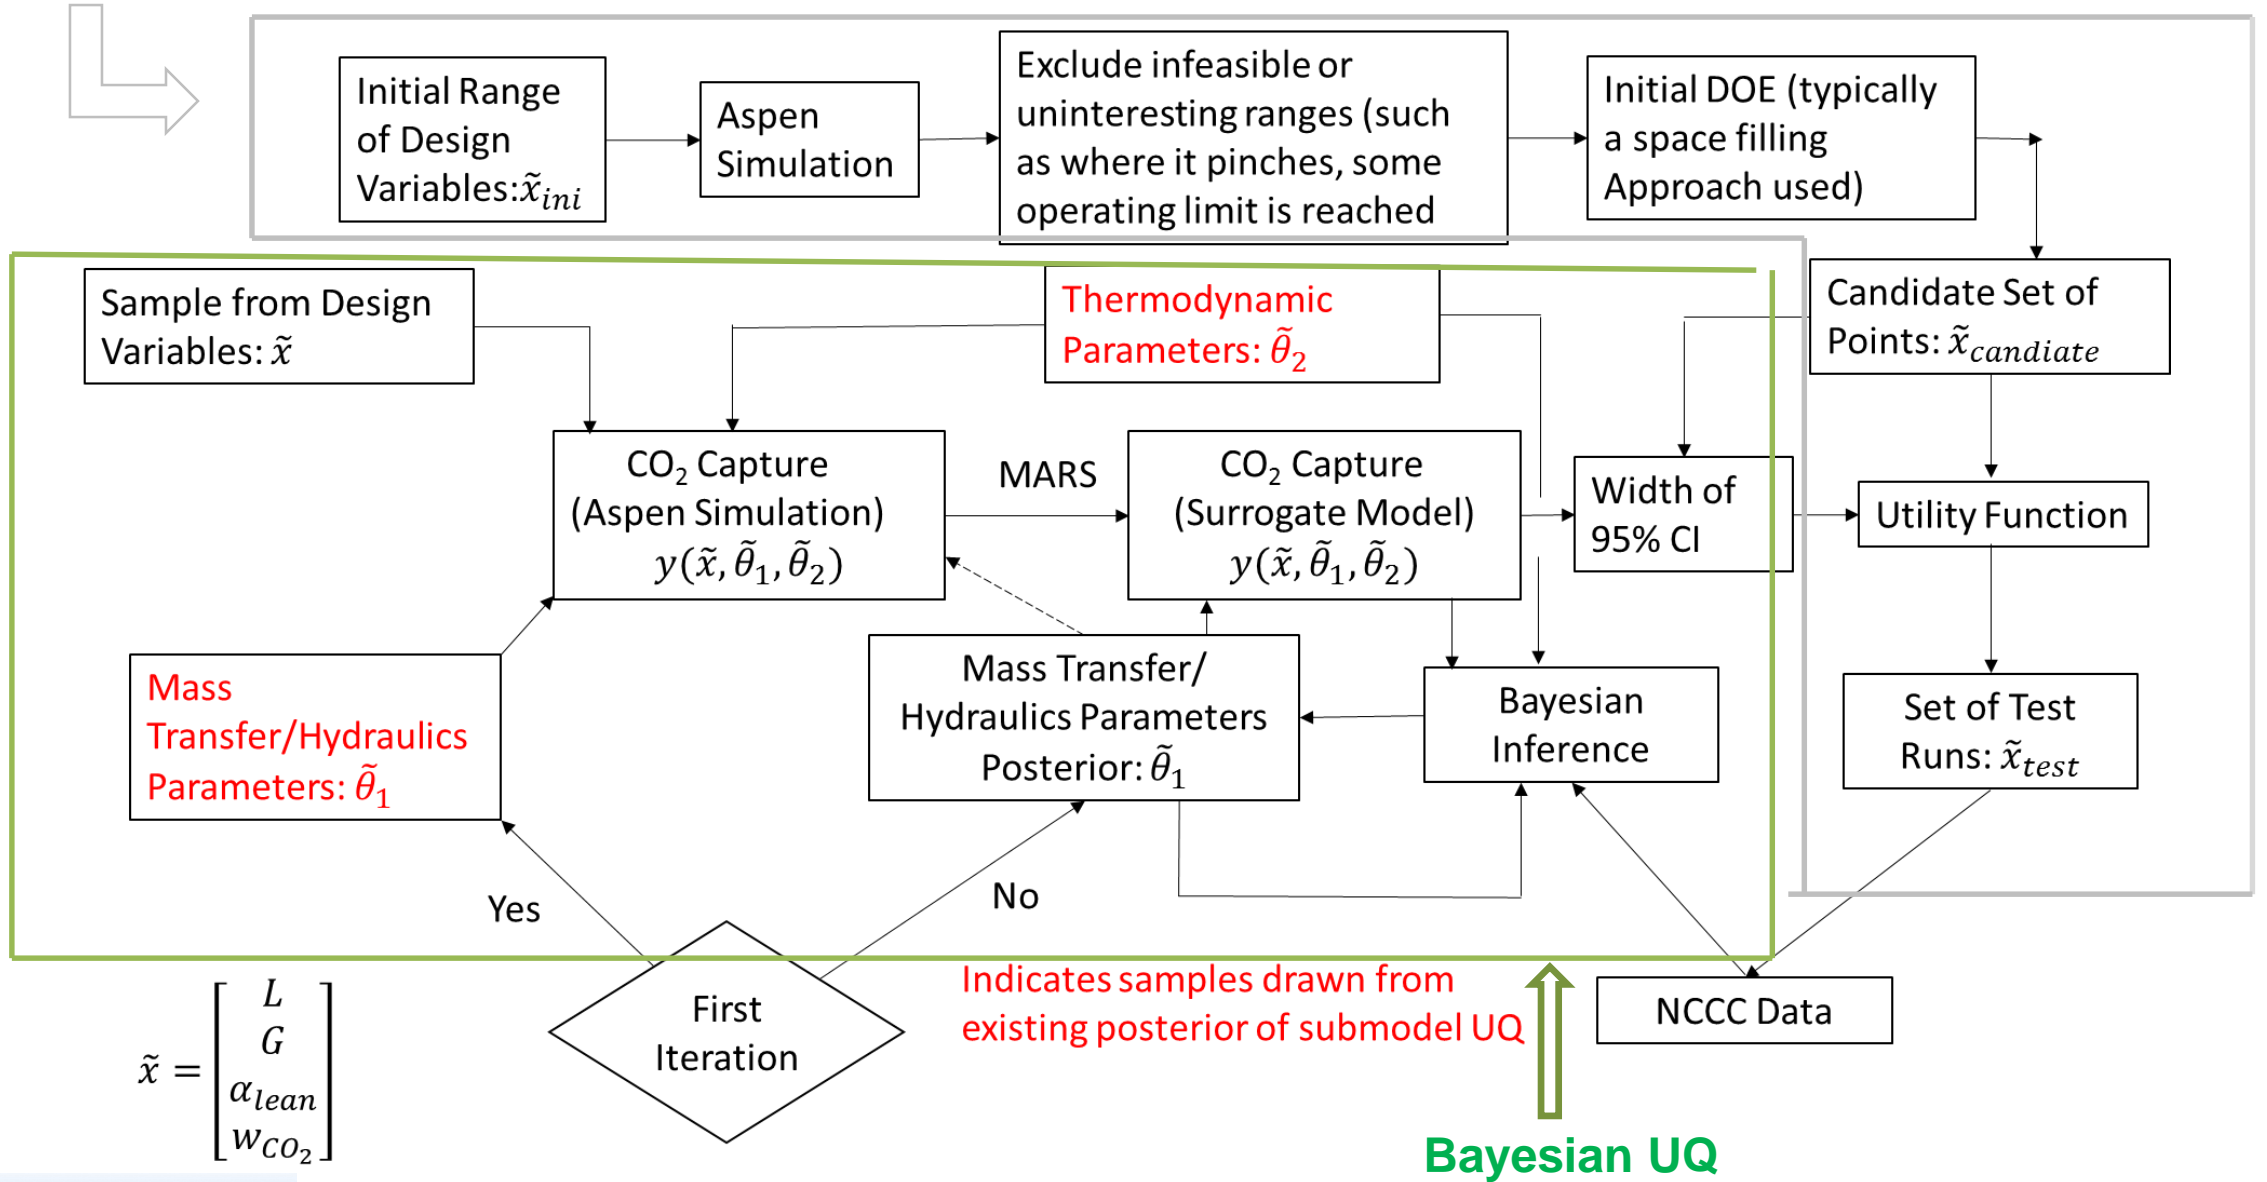 Initial Range
of Design
Variables:x̃ini
Aspen
Simulation
Exclude infeasible or
uninteresting ranges (such
as where it pinches, some
operating limit is reached
Initial DOE (typically
a space filling
Approach used)
Sample from Design
Variables: x̃
Thermodynamic
Parameters: θ̃2
Candidate Set of
Points: x̃candiate
CO2 Capture
(Aspen Simulation)
y(x̃, θ̃1, θ̃2)
MARS
CO2 Capture
(Surrogate Model)
y(x̃, θ̃1, θ̃2)
Width of
95% CI
Utility Function
Mass
Transfer/Hydraulics
Parameters: θ̃1
Mass Transfer/
Hydraulics Parameters
Posterior: θ̃1
Bayesian
Inference
Set of Test
Runs: x̃test
Yes
No
First
Iteration
Indicates samples drawn from
existing posterior of submodel UQ
NCCC Data
x̃ =
L
G
αlean
wCO2
Bayesian UQ